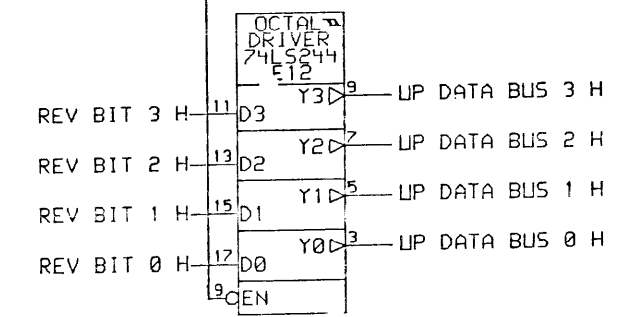 OCTAL
DRIVER
74LS244
E12
Y3 9 UP DATA BUS 3 H
REV BIT 3 H 11 D3
Y2 7 UP DATA BUS 2 H
REV BIT 2 H 13 D2
Y1 5 UP DATA BUS 1 H
REV BIT 1 H 15 D1
Y0 3 UP DATA BUS 0 H
REV BIT 0 H 17 D0
9 EN